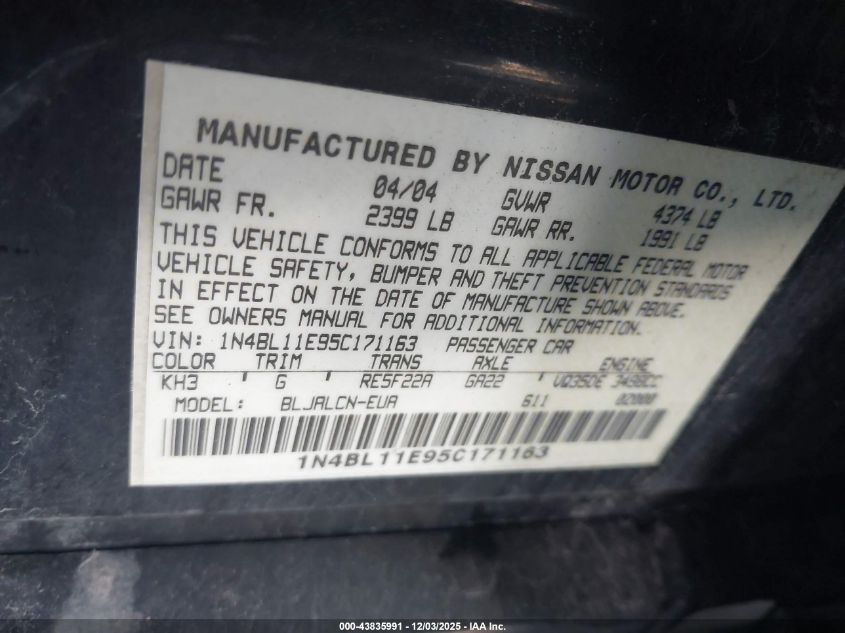 MANUFACTURED BY NISSAN MOTOR CO., LTD.
DATE 04/04 GVWR 4374 LB
GAWR FR. 2399 LB GAWR RR. 1991 LB
THIS VEHICLE CONFORMS TO ALL APPLICABLE FEDERAL MOTOR
VEHICLE SAFETY, BUMPER AND THEFT PREVENTION STANDARDS
IN EFFECT ON THE DATE OF MANUFACTURE SHOWN ABOVE.
SEE OWNERS MANUAL FOR ADDITIONAL INFORMATION.
VIN: 1N4BL11E95C171163 PASSENGER CAR
COLOR TRIM TRANS AXLE ENGINE
KH3 ' G ' RE5F22A GA22 ' VQ35DE 3498CC
MODEL: BLJALCN-EUA G11 02000
1N4BL11E95C171163
000-43835991 - 12/03/2025 - IAA Inc.